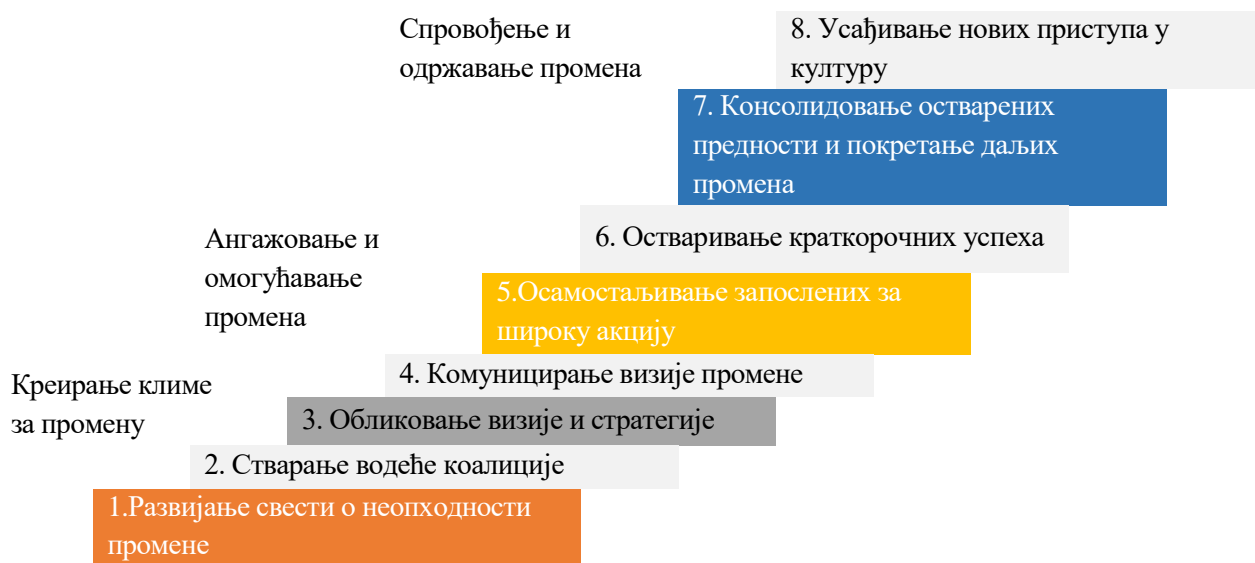 Спровођење и
одржавање промена
8. Усађивање нових приступа у
културу
7. Консолидовање остварених
предности и покретање даљих
промена
Ангажовање и
омогућавање
промена
6. Остваривање краткорочних успеха
5.Осамостаљивање запослених за
широку акцију
4. Комуницирање визије промене
Креирање климе
за промену
3. Обликовање визије и стратегије
2. Стварање водеће коалиције
1.Развијање свести о неопходности
промене